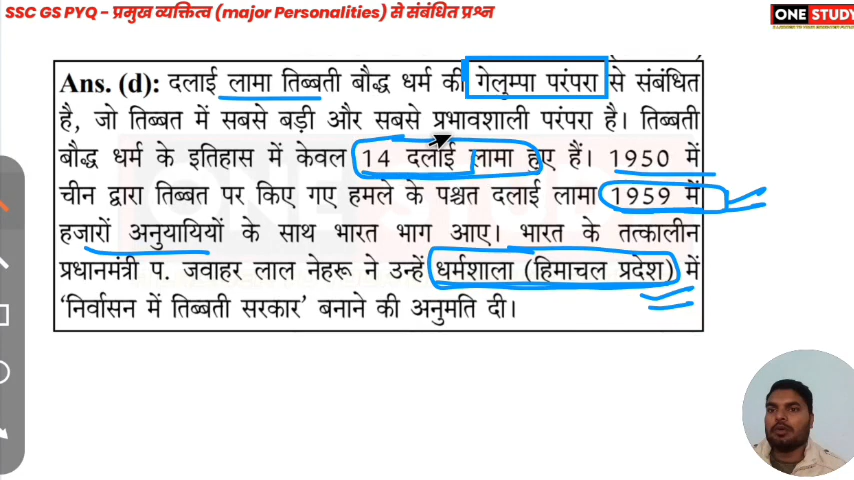 SSC GS PYQ - प्रमुख व्यक्तित्व (major Personalities) से संबंधित प्रश्न
ONE STUDY
Ans. (d): दलाई लामा तिब्बती बौद्ध धर्म की गेलुम्पा परंपरा से संबंधित
है, जो तिब्बत में सबसे बड़ी और सबसे प्रभावशाली परंपरा है। तिब्बती
बौद्ध धर्म के इतिहास में केवल 14 दलाई लामा हुए हैं। 1950 में
चीन द्वारा तिब्बत पर किए गए हमले के पश्चत दलाई लामा 1959 में
हजारों अनुयायियों के साथ भारत भाग आए। भारत के तत्कालीन
प्रधानमंत्री प. जवाहर लाल नेहरू ने उन्हें धर्मशाला (हिमाचल प्रदेश) में
‘निर्वासन में तिब्बती सरकार’ बनाने की अनुमति दी।